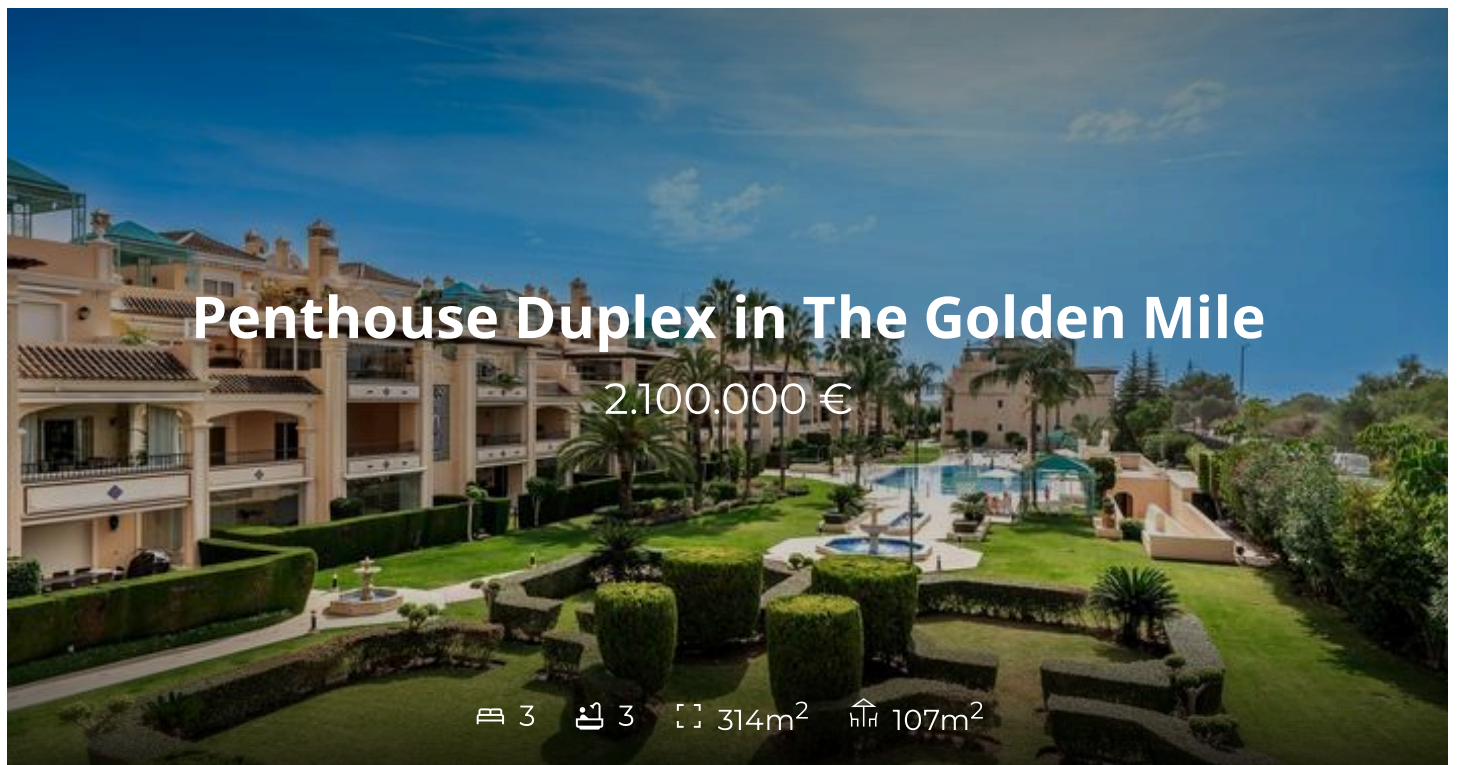 Penthouse Duplex in The Golden Mile
2.100.000 €
3 3 314m² 107m²